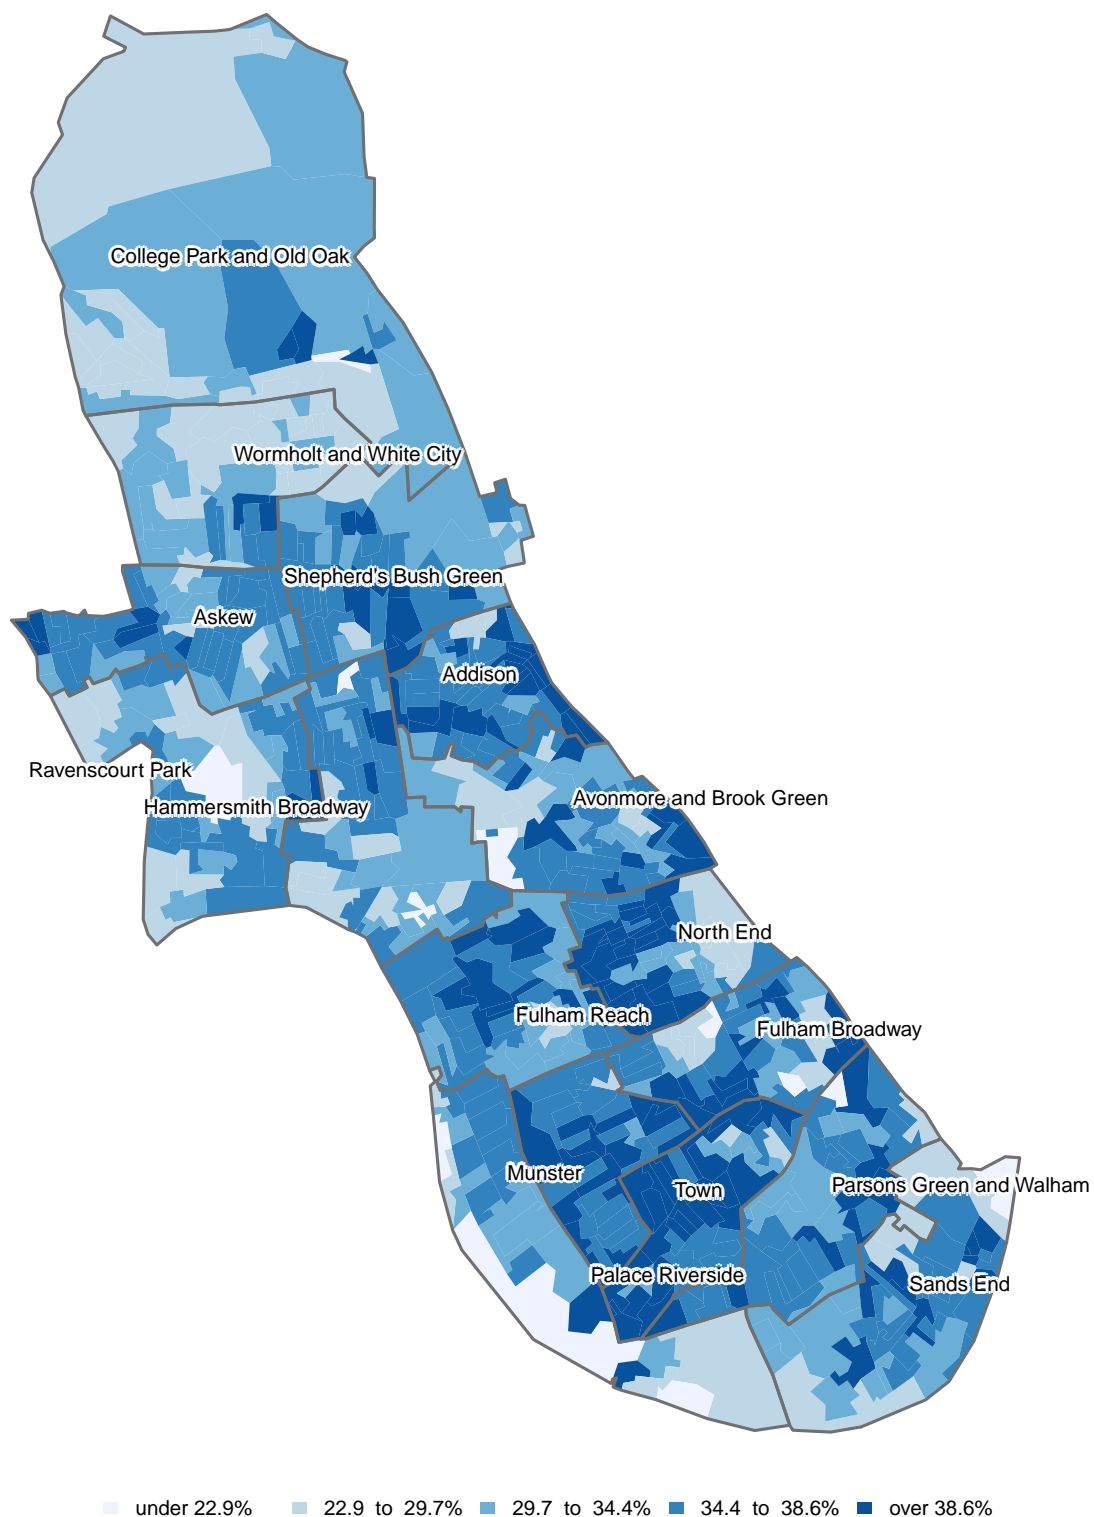 College Park and Old Oak
Wormholt and White City
Shepherd's Bush Green
Askew
Addison
Ravenscourt Park
Avonmore and Brook Green
Hammersmith Broadway
North End
Fulham Reach
Fulham Broadway
Munster
Town
Parsons Green and Walham
Palace Riverside
Sands End
under 22.9% 22.9 to 29.7% 29.7 to 34.4% 34.4 to 38.6% over 38.6%